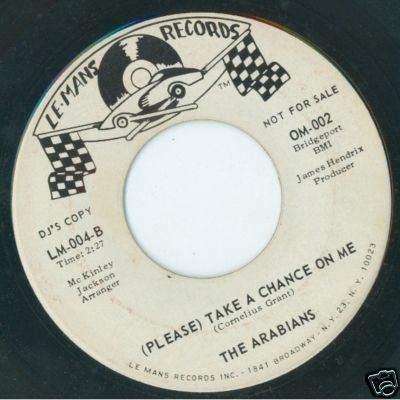 LE-MANS RECORDS
TM
DJ'S COPY
LM-004-B
Time: 2:27
Mc Kinley
Jackson
Arranger
NOT FOR SALE
OM-002
Bridgeport
BMI
James Hendrix
Producer
(PLEASE) TAKE A CHANCE ON ME
(Cornelius Grant)
THE ARABIANS
LE MANS RECORDS INC. - 1841 BROADWAY - N.Y. 23, N.Y. 10023